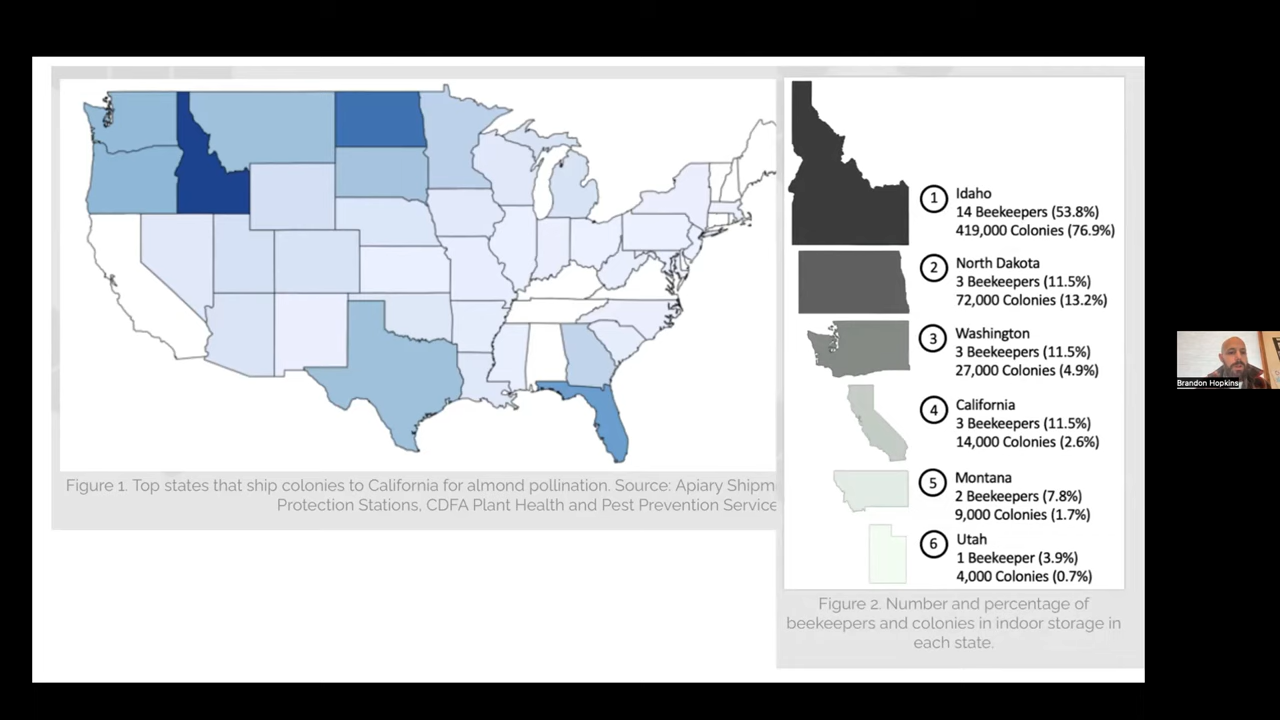 Figure 1. Top states that ship colonies to California for almond pollination. Source: Apiary Shipm
Protection Stations, CDFA Plant Health and Pest Prevention Service
1
Idaho
14 Beekeepers (53.8%)
419,000 Colonies (76.9%)
2
North Dakota
3 Beekeepers (11.5%)
72,000 Colonies (13.2%)
3
Washington
3 Beekeepers (11.5%)
27,000 Colonies (4.9%)
4
California
3 Beekeepers (11.5%)
14,000 Colonies (2.6%)
5
Montana
2 Beekeepers (7.8%)
9,000 Colonies (1.7%)
6
Utah
1 Beekeeper (3.9%)
4,000 Colonies (0.7%)
Figure 2. Number and percentage of
beekeepers and colonies in indoor storage in
each state.
Brandon Hopkins